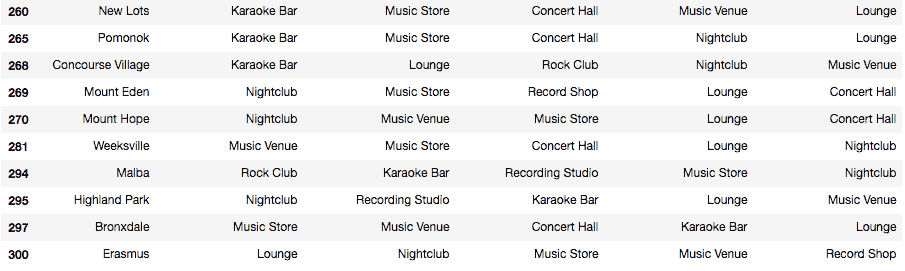 260 New Lots Karaoke Bar Music Store Concert Hall Music Venue Lounge
265 Pomonok Karaoke Bar Music Store Concert Hall Nightclub Lounge
268 Concourse Village Karaoke Bar Lounge Rock Club Nightclub Music Venue
269 Mount Eden Nightclub Music Store Record Shop Lounge Concert Hall
270 Mount Hope Nightclub Music Venue Music Store Lounge Concert Hall
281 Weeksville Music Venue Music Store Concert Hall Lounge Nightclub
294 Malba Rock Club Karaoke Bar Recording Studio Music Store Nightclub
295 Highland Park Nightclub Recording Studio Karaoke Bar Lounge Music Venue
297 Bronxdale Music Store Music Venue Concert Hall Karaoke Bar Lounge
300 Erasmus Lounge Nightclub Music Store Music Venue Record Shop